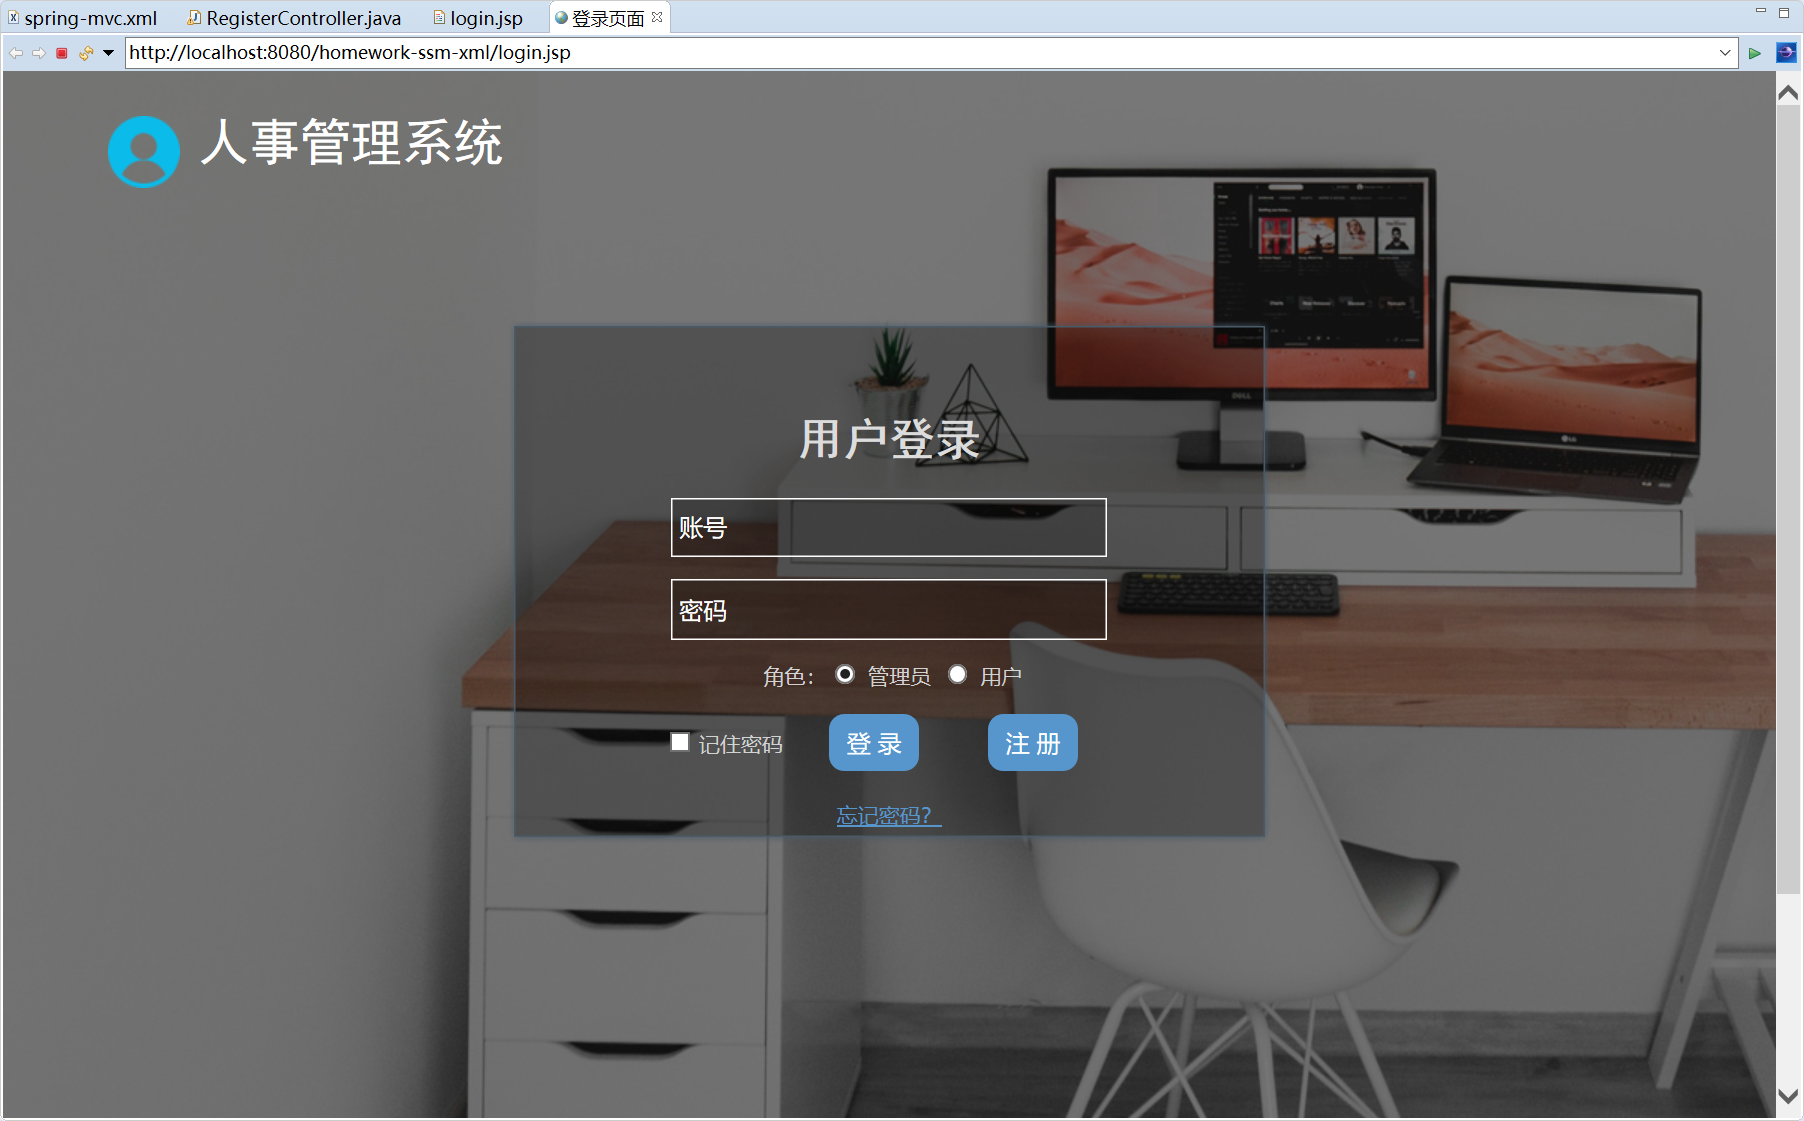 spring-mvc.xml RegisterController.java login.jsp 登录页面
http://localhost:8080/homework-ssm-xml/login.jsp
人事管理系统
DELL
LG
用户登录
账号
密码
角色： 管理员 用户
记住密码 登 录 注 册
忘记密码？